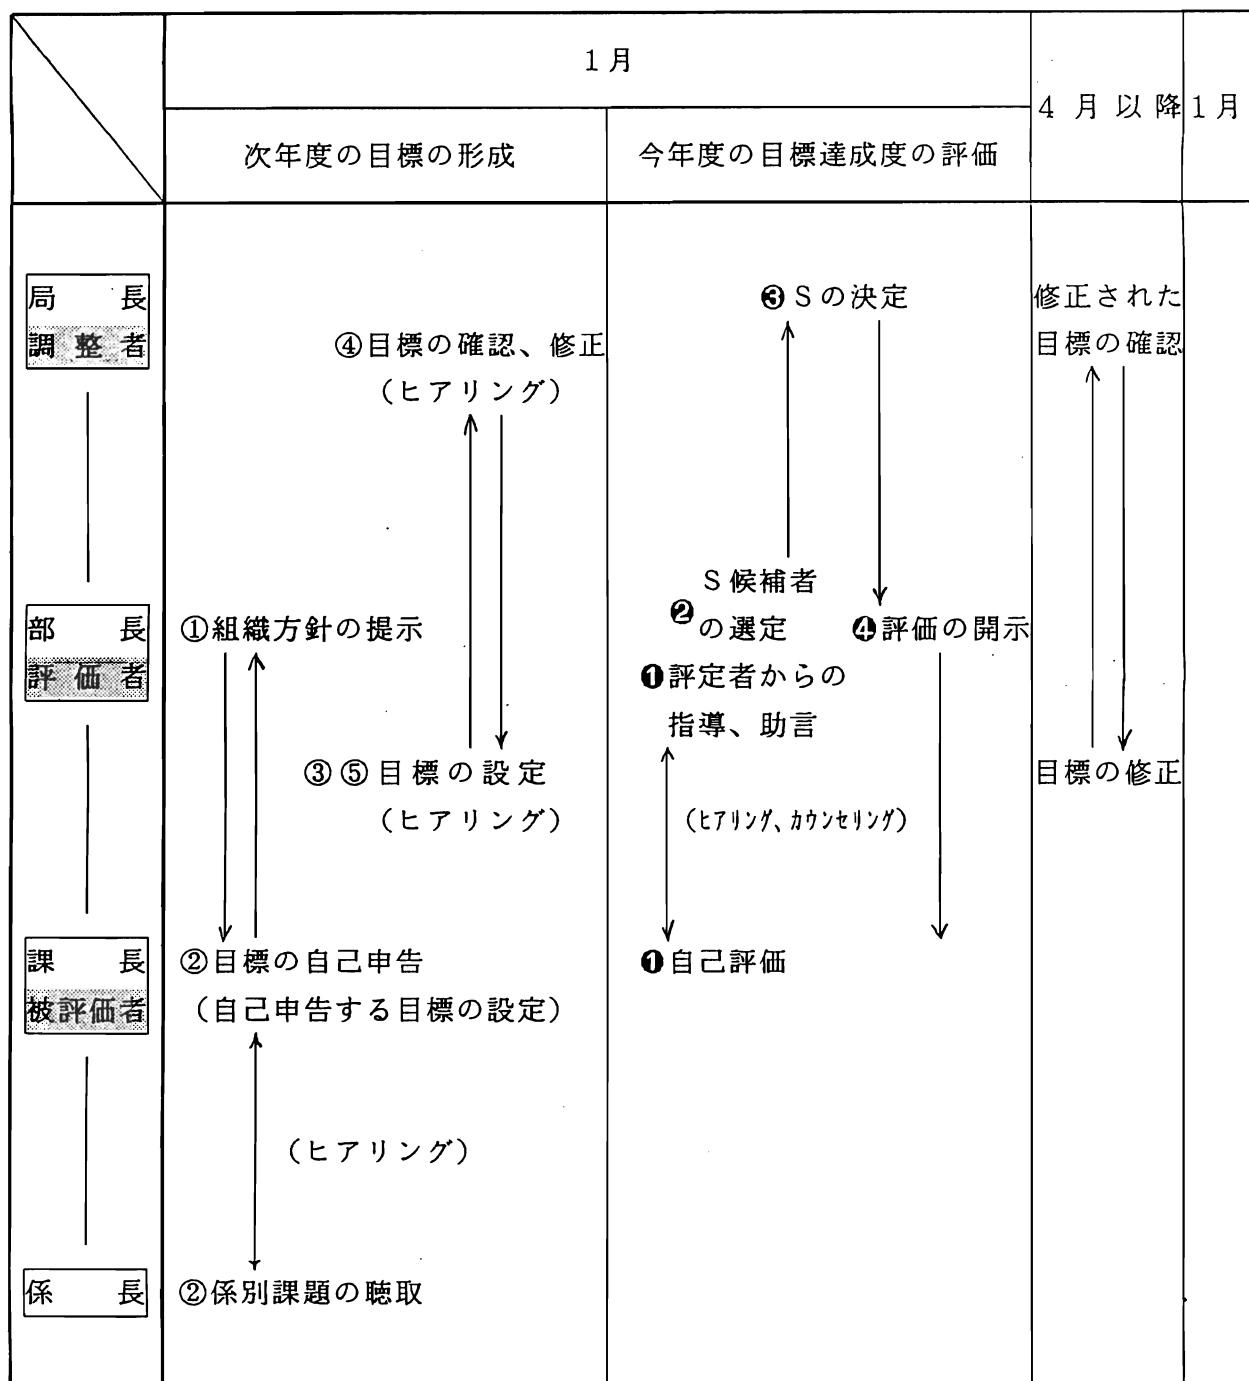 1月
4月以降
1月
次年度の目標の形成
今年度の目標達成度の評価
局長
調整者
④目標の確認、修正
(ヒアリング)
❸Sの決定
修正された
目標の確認
部長
評価者
①組織方針の提示
③⑤目標の設定
(ヒアリング)
S候補者
❷
の選定
❹評価の開示
❶評定者からの
指導、助言
(ヒアリング、カウンセリング)
目標の修正
課長
被評価者
②目標の自己申告
(自己申告する目標の設定)
❶自己評価
(ヒアリング)
係長
②係別課題の聴取